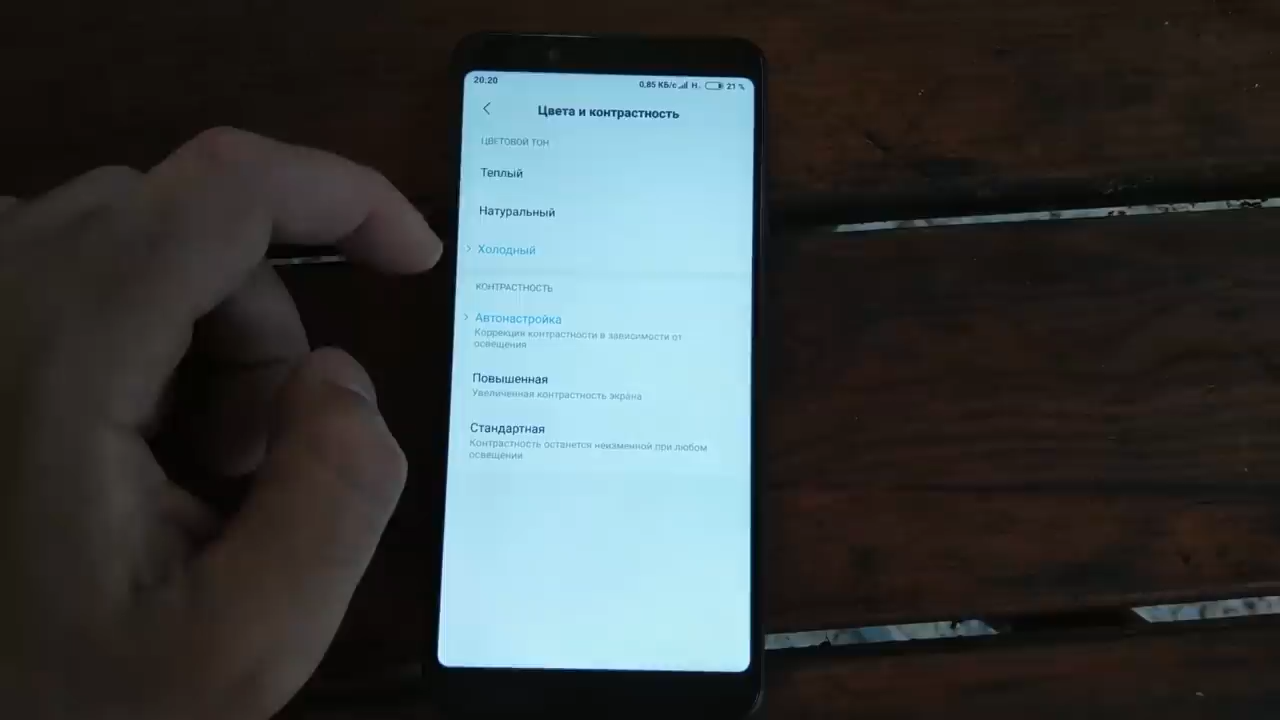 20.20 0,85 КБ/с H 21 %
Цвета и контрастность
ЦВЕТОВОЙ ТОН
Теплый
Натуральный
Холодный
КОНТРАСТНОСТЬ
Автонастройка
Коррекция контрастности в зависимости от
освещения
Повышенная
Увеличенная контрастность экрана
Стандартная
Контрастность останется неизменной при любом
освещении